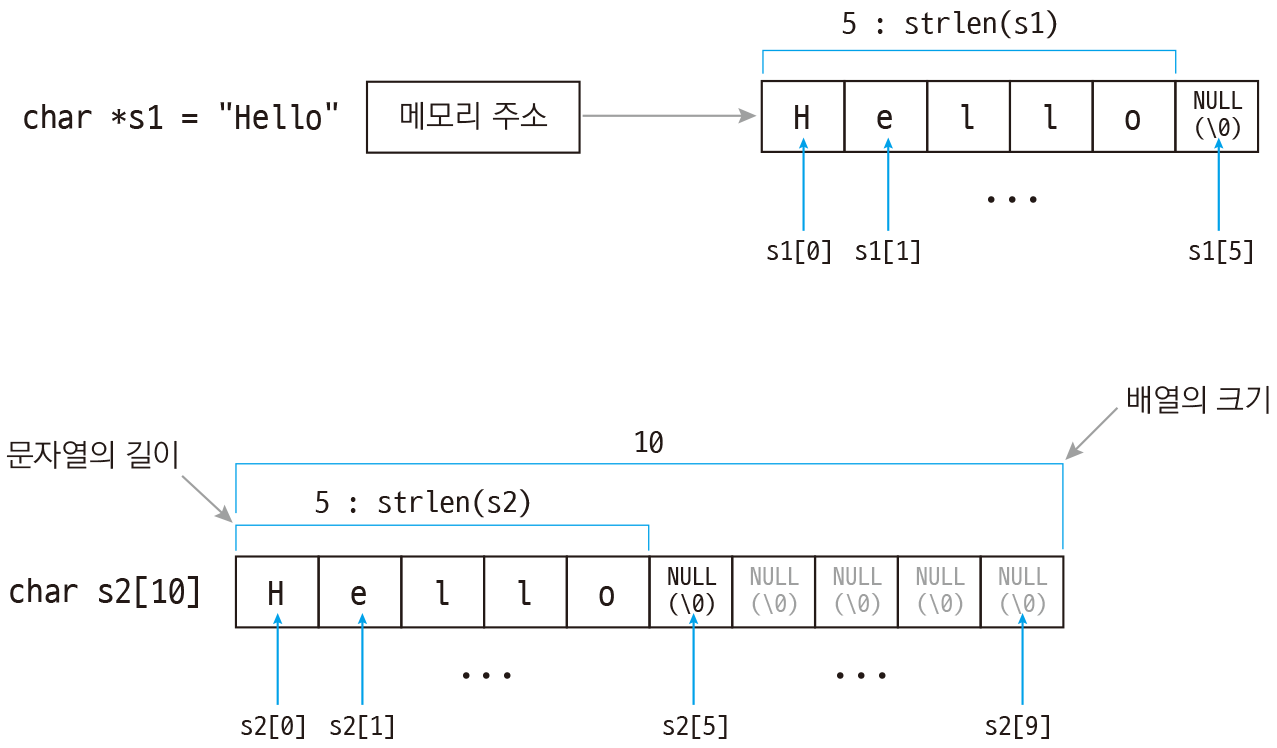 5 : strlen(s1)
char *s1 = "Hello"
메모리 주소
H e l l o NULL
(\0)
...
s1[0] s1[1] s1[5]
배열의 크기
문자열의 길이
10
5 : strlen(s2)
char s2[10]
H e l l o NULL NULL NULL NULL NULL
(\0) (\0) (\0) (\0) (\0)
... ...
s2[0] s2[1] s2[5] s2[9]